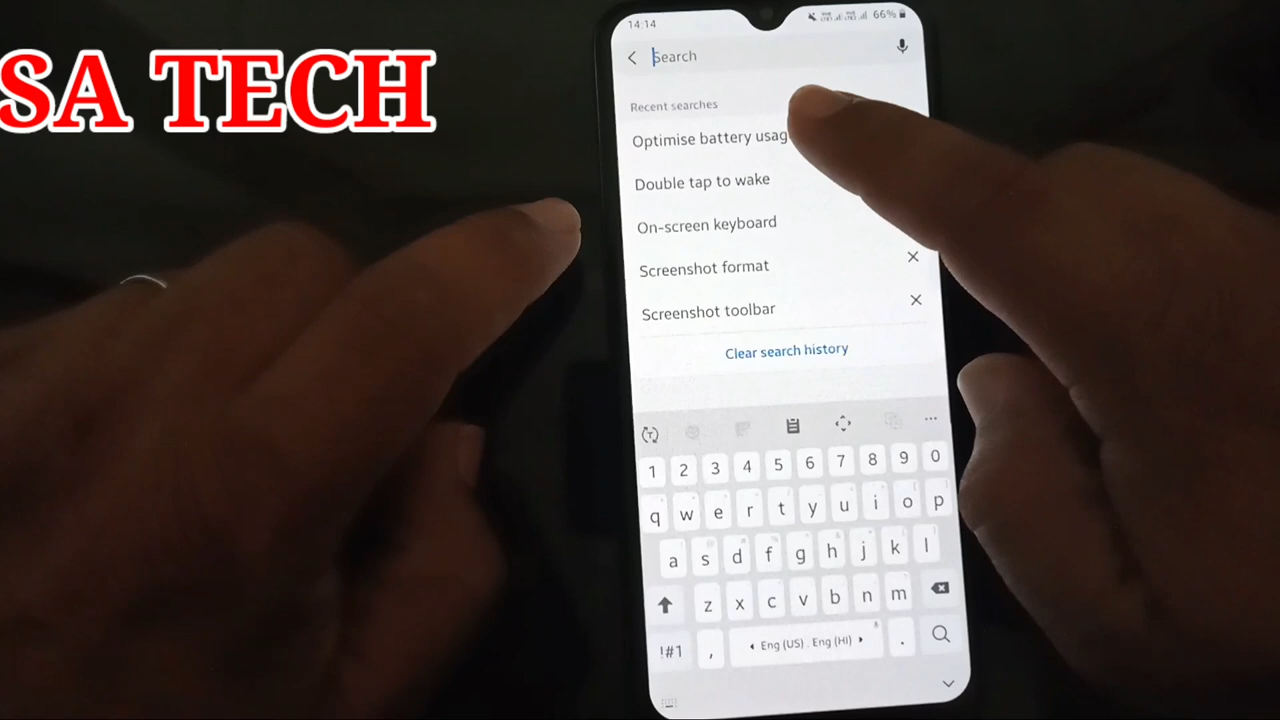 SA TECH
14:14
66%
Search
Recent searches
Optimise battery usag
Double tap to wake
On-screen keyboard
Screenshot format
Screenshot toolbar
Clear search history
1 2 3 4 5 6 7 8 9 0
q w e r t y u i o p
a s d f g h j k l
z x c v b n m
!#1 , Eng (US) . Eng (HI) .